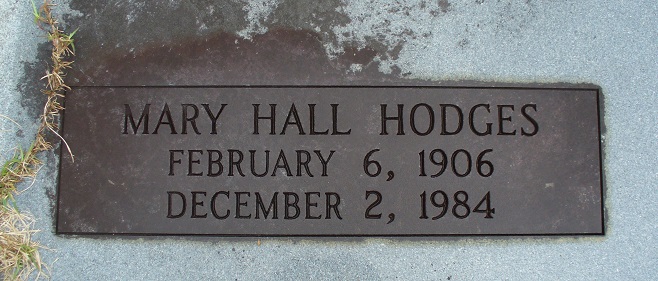 MARY HALL HODGES
FEBRUARY 6, 1906
DECEMBER 2, 1984